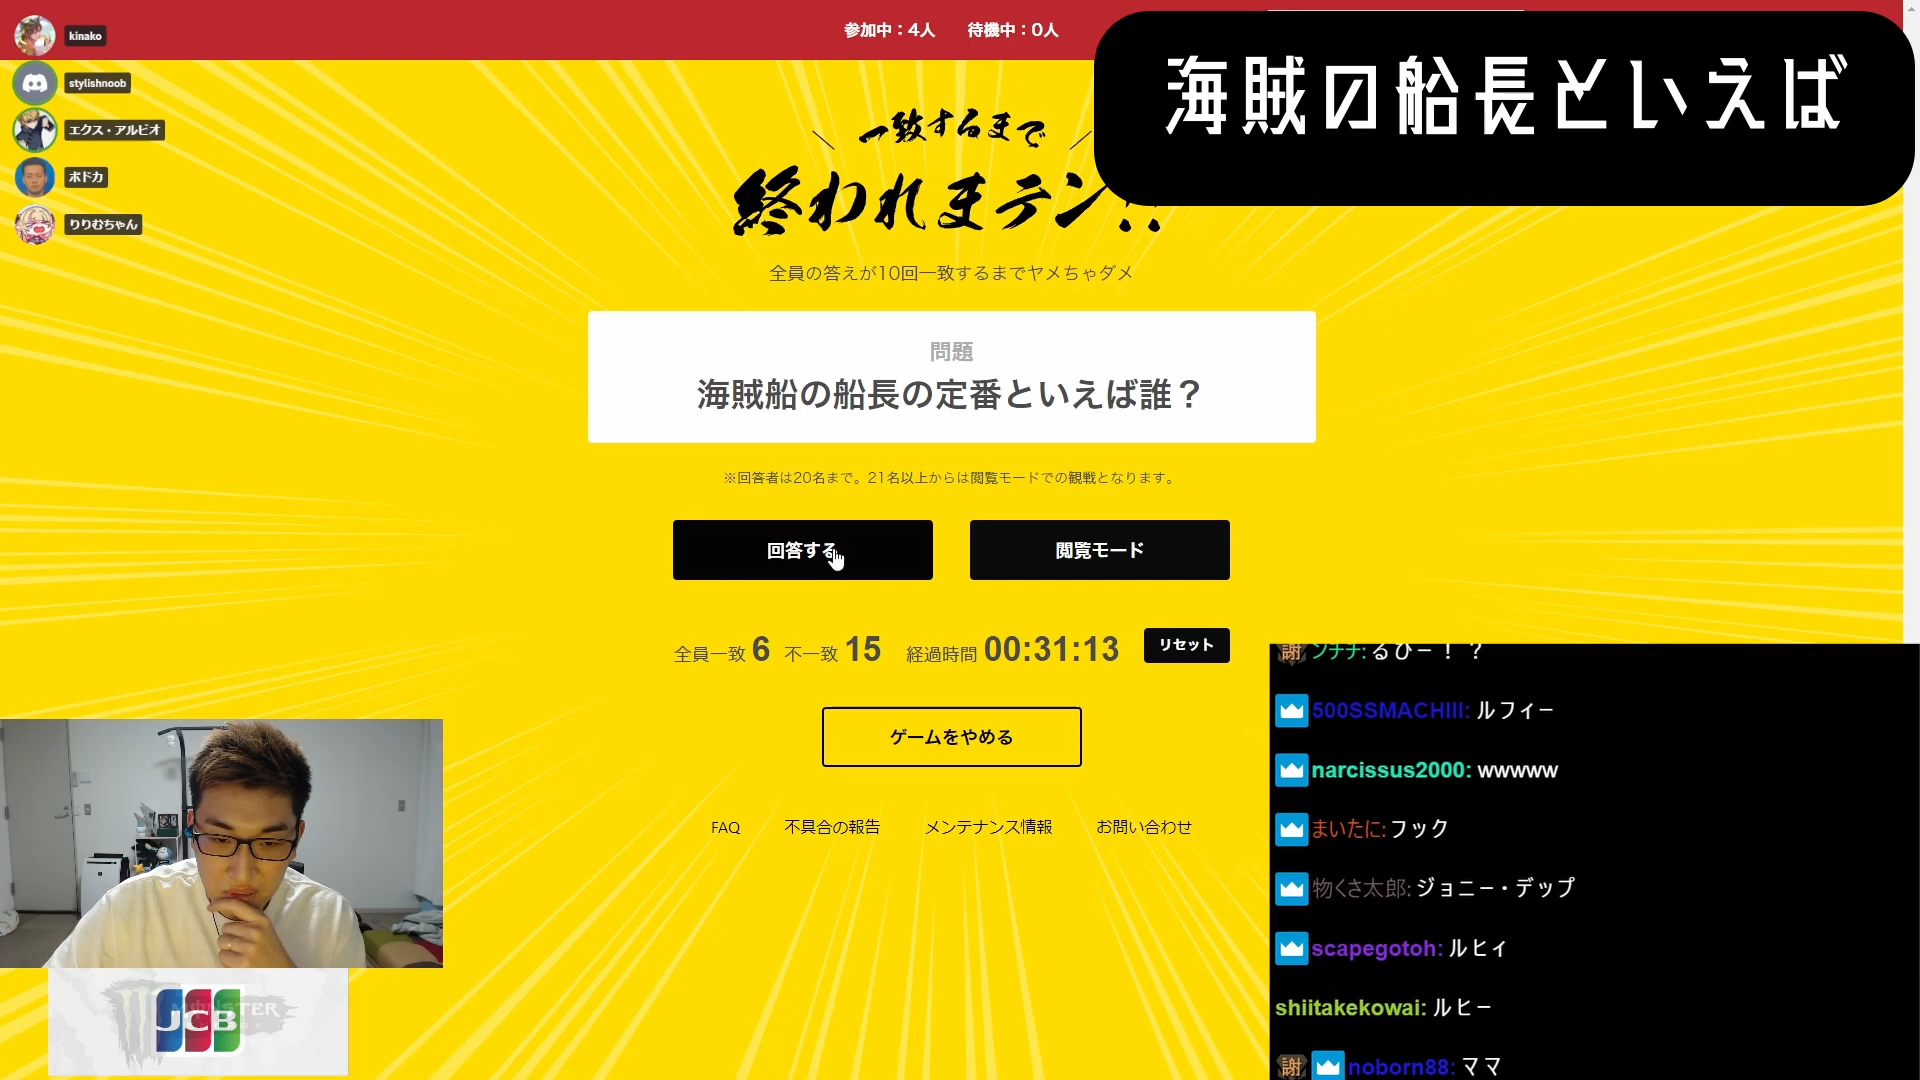 kinako
stylishnoob
エクス・アルビオ
ボドカ
りりむちゃん
参加中：4人 待機中：0人
海賊の船長といえば
一致するまで
終われまテン!!
全員の答えが10回一致するまでヤメちゃダメ
問題
海賊船の船長の定番といえば誰？
※回答者は20名まで。21名以上からは閲覧モードでの観戦となります。
回答する
閲覧モード
全員一致 6 不一致 15 経過時間 00:31:13 リセット
ゲームをやめる
FAQ 不具合の報告 メンテナンス情報 お問い合わせ
謝 ンナナ: るひー！？
500SSMACHIII: ルフィー
narcissus2000: wwwww
まいたに: フック
物くさ太郎: ジョニー・デップ
scapegotoh: ルヒィ
shiitakekowai: ルヒー
謝 noborn88: ママ
JCB